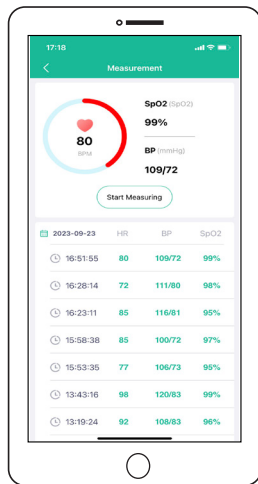 17:18
Measurement
SpO2 (SpO2)
99%
80
BPM
BP (mmHg)
109/72
Start Measuring
2023-09-23 HR BP SpO2
16:51:55 80 109/72 99%
16:28:14 72 111/80 98%
16:23:11 85 116/81 95%
15:58:38 85 100/72 97%
15:53:35 77 106/73 95%
13:43:16 98 120/83 99%
13:19:24 92 108/83 96%